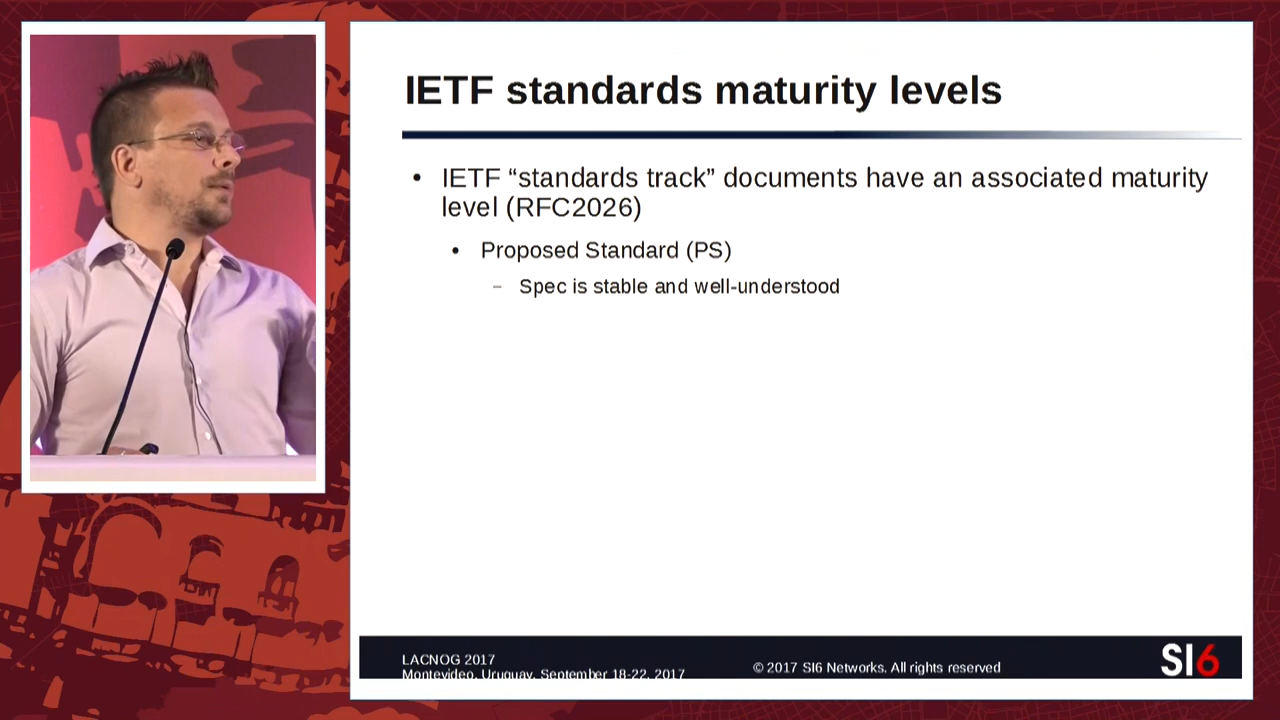 IETF standards maturity levels
• IETF “standards track” documents have an associated maturity
level (RFC2026)
• Proposed Standard (PS)
– Spec is stable and well-understood
LACNOG 2017
Montevideo, Uruguay, September 18-22, 2017
© 2017 SI6 Networks. All rights reserved
SI6